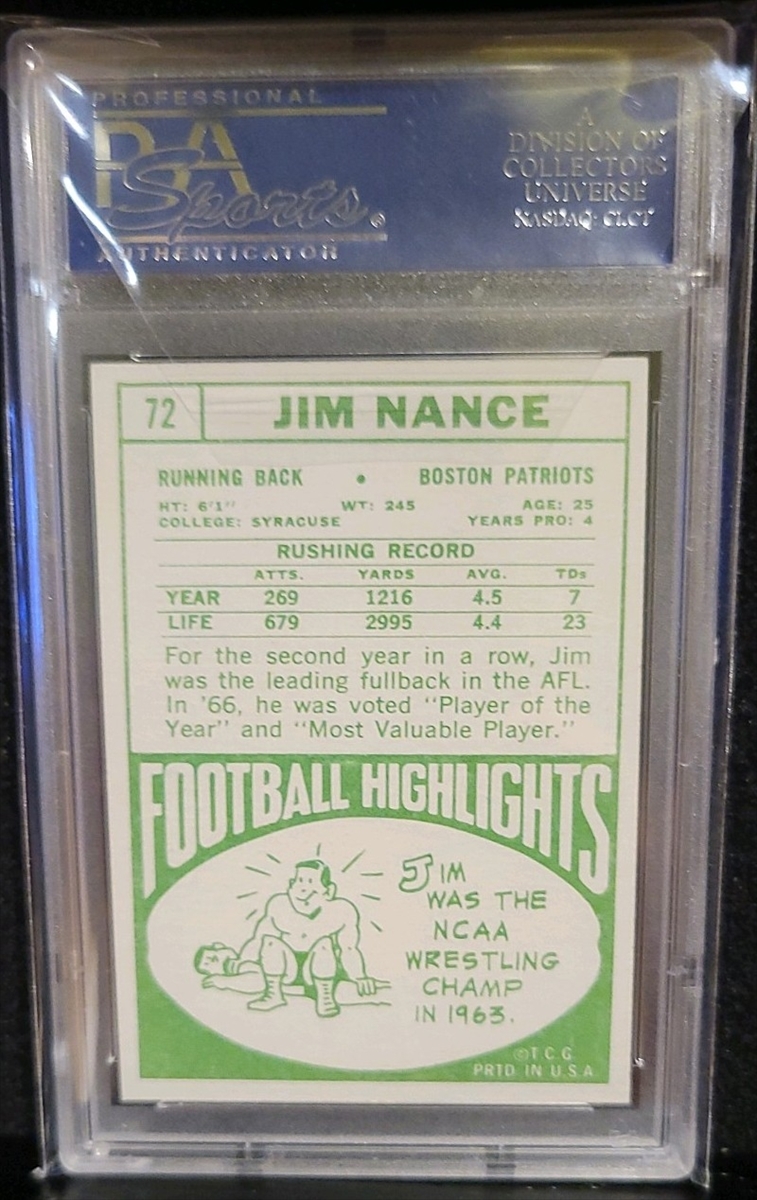 PROFESSIONAL
PSA
Sports.
AUTHENTICATOR
A
DIVISION OF
COLLECTORS
UNIVERSE
NASDAQ: CLCT
72 JIM NANCE
RUNNING BACK • BOSTON PATRIOTS
HT: 6'1" WT: 245 AGE: 25
COLLEGE: SYRACUSE YEARS PRO: 4
RUSHING RECORD
ATTS. YARDS AVG. TDs
YEAR 269 1216 4.5 7
LIFE 679 2995 4.4 23
For the second year in a row, Jim
was the leading fullback in the AFL.
In '66, he was voted "Player of the
Year" and "Most Valuable Player."
FOOTBALL HIGHLIGHTS
JIM
WAS THE
NCAA
WRESTLING
CHAMP
IN 1963.
©T.C.G.
PRTD IN U.S.A.